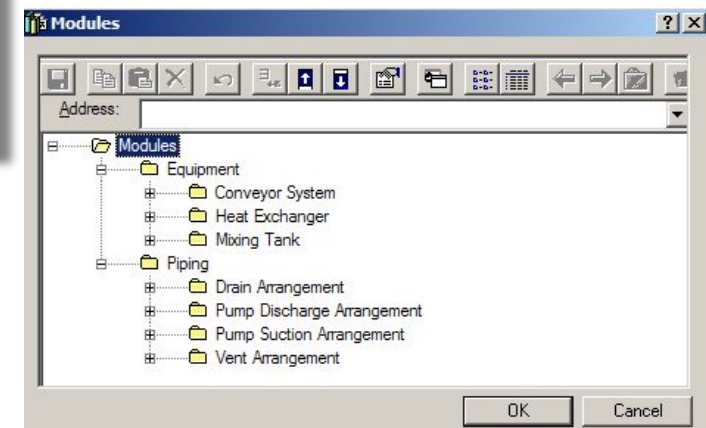 Modules
Address:
Modules
Equipment
Conveyor System
Heat Exchanger
Mixing Tank
Piping
Drain Arrangement
Pump Discharge Arrangement
Pump Suction Arrangement
Vent Arrangement
OK Cancel